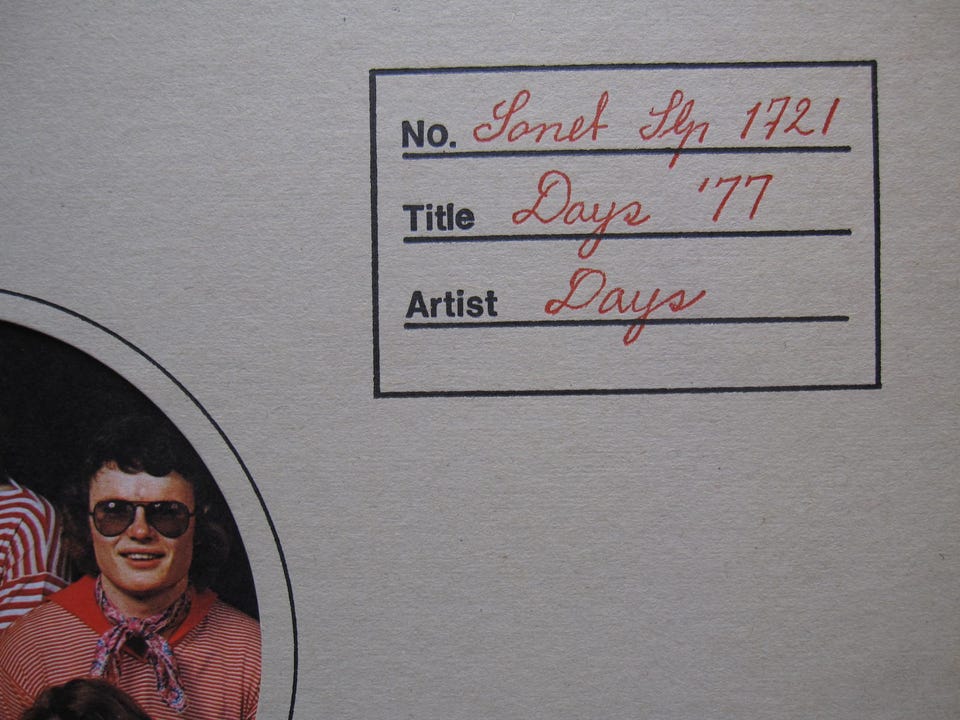 No. Sonet Slp 1721
Title Days '77
Artist Days